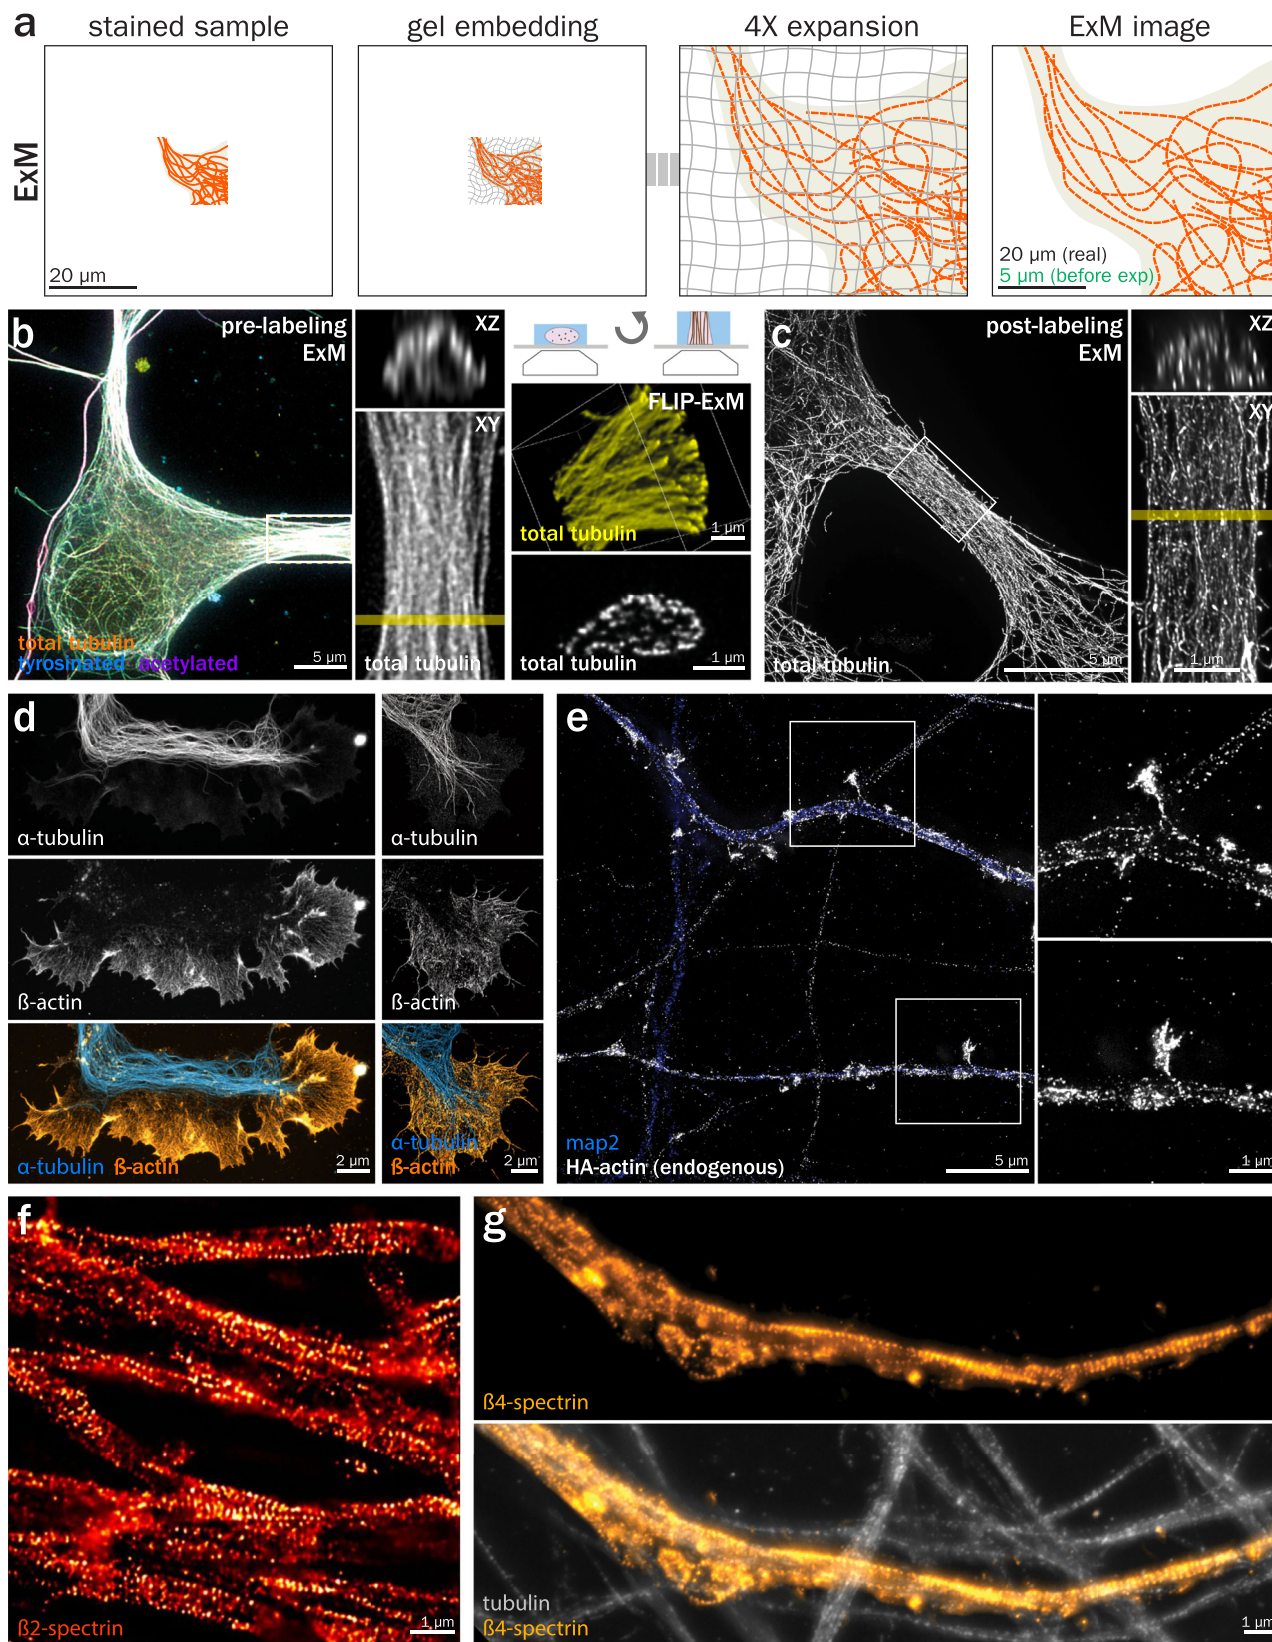 a
stained sample
gel embedding
4X expansion
ExM image
ExM
20 µm
20 µm (real)
5 µm (before exp)
b
pre-labeling
ExM
total tubulin
tyrosinated acetylated
5 µm
XZ
XY
total tubulin
FLIP-ExM
total tubulin
1 µm
total tubulin
1 µm
c
post-labeling
ExM
total tubulin
5 µm
XZ
XY
1 µm
d
α-tubulin
α-tubulin
ß-actin
ß-actin
α-tubulin ß-actin
2 µm
α-tubulin
ß-actin
2 µm
e
map2
HA-actin (endogenous)
5 µm
1 µm
f
ß2-spectrin
1 µm
g
ß4-spectrin
tubulin
ß4-spectrin
1 µm